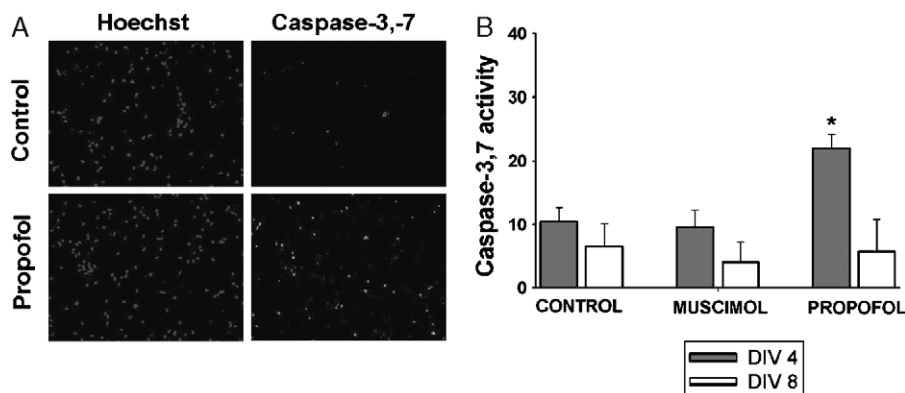 A
Hoechst
Caspase-3,-7
Control
Propofol
B
Caspase-3,7 activity
40
30
20
10
0
*
CONTROL
MUSCIMOL
PROPOFOL
DIV 4
DIV 8